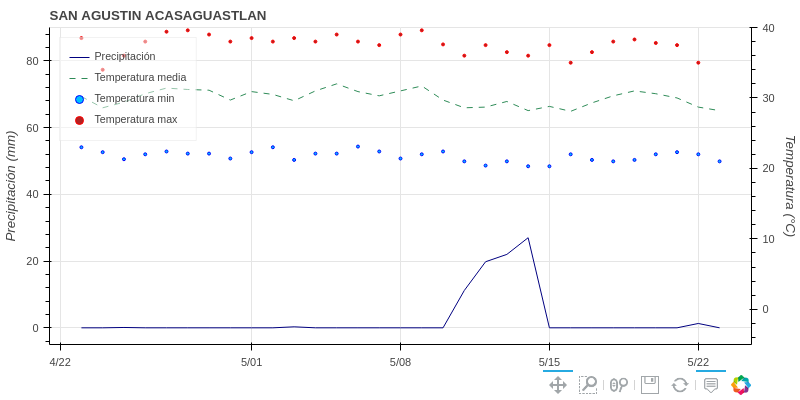 SAN AGUSTIN ACASAGUASTLAN
Precipitación
Temperatura media
Temperatura min
Temperatura max
Precipitación (mm)
80
60
40
20
0
Temperatura (°C)
40
30
20
10
0
4/22
5/01
5/08
5/15
5/22